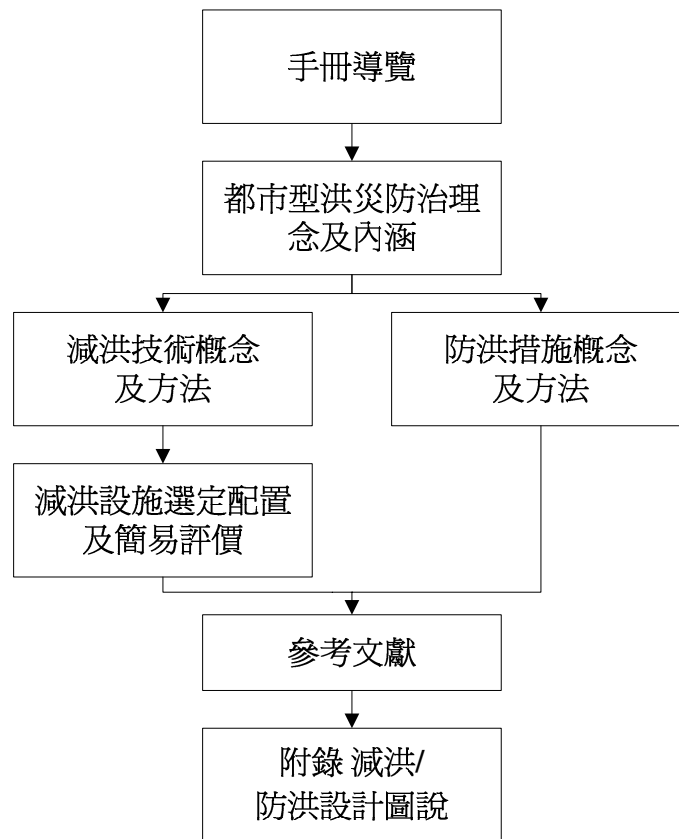 手冊導覽
都市型洪災防治理
念及內涵
減洪技術概念
及方法
防洪措施概念
及方法
減洪設施選定配置
及簡易評價
參考文獻
附錄 減洪/
防洪設計圖說